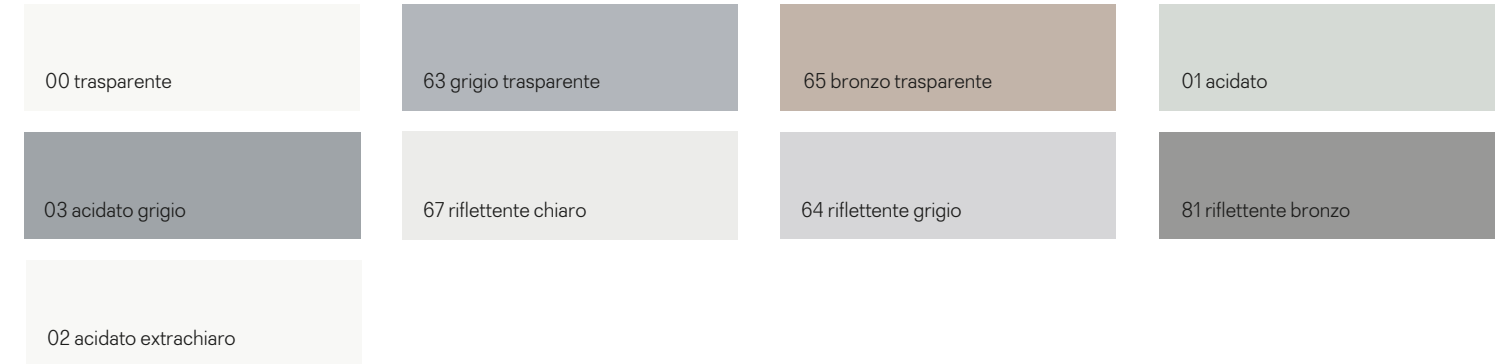 00 trasparente
63 grigio trasparente
65 bronzo trasparente
01 acidato
03 acidato grigio
67 riflettente chiaro
64 riflettente grigio
81 riflettente bronzo
02 acidato extrachiaro